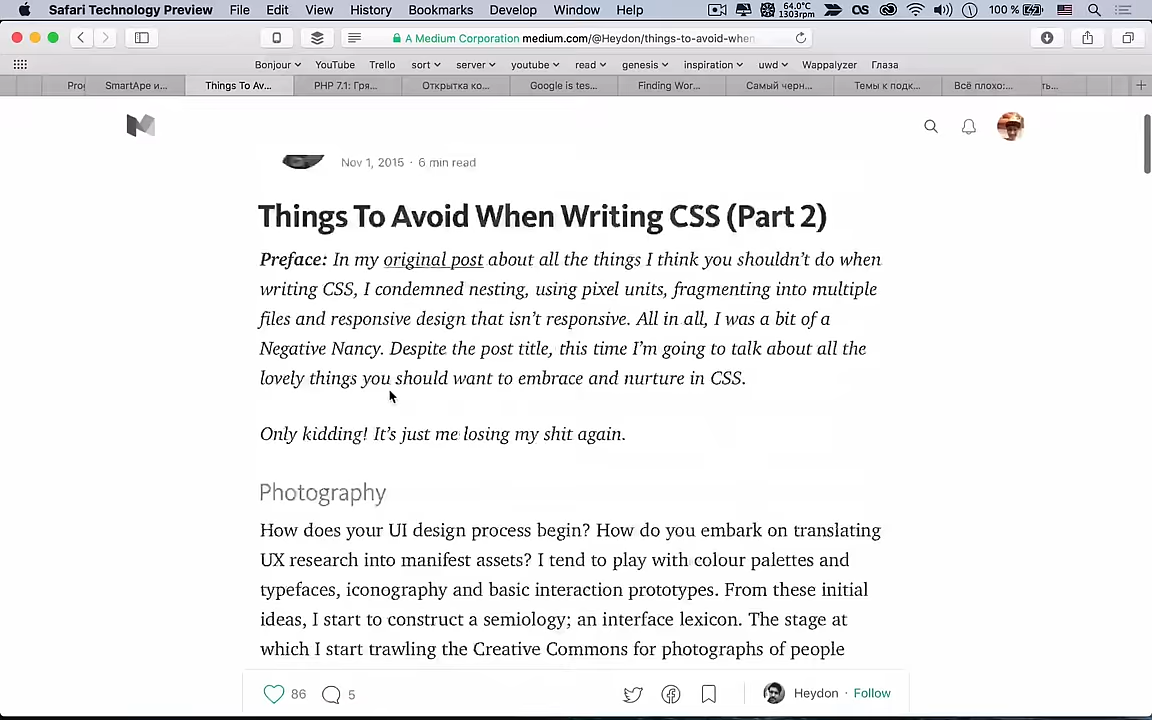 Safari Technology Preview File Edit View History Bookmarks Develop Window Help 64.0°C 1303rpm OS 100 %
A Medium Corporation medium.com/@Heydon/things-to-avoid-when
Bonjour YouTube Trello sort server youtube read genesis inspiration uwd Wappalyzer Глаза
Pro SmartApe и... Things To Av... PHP 7.1: Гря... Открытка ко... Google is tes... Finding Wor... Самый черн... Темы к подк... Всё плохо:... ть...
Nov 1, 2015 · 6 min read
Things To Avoid When Writing CSS (Part 2)
Preface: In my original post about all the things I think you shouldn't do when
writing CSS, I condemned nesting, using pixel units, fragmenting into multiple
files and responsive design that isn't responsive. All in all, I was a bit of a
Negative Nancy. Despite the post title, this time I'm going to talk about all the
lovely things you should want to embrace and nurture in CSS.
Only kidding! It's just me losing my shit again.
Photography
How does your UI design process begin? How do you embark on translating
UX research into manifest assets? I tend to play with colour palettes and
typefaces, iconography and basic interaction prototypes. From these initial
ideas, I start to construct a semiology; an interface lexicon. The stage at
which I start trawling the Creative Commons for photographs of people
86 5 Heydon · Follow